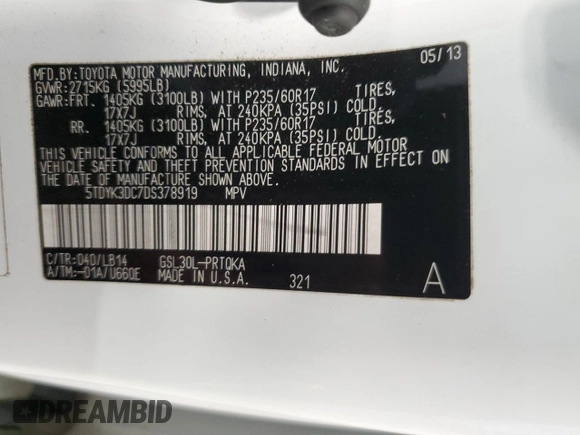 MFD.BY:TOYOTA MOTOR MANUFACTURING, INDIANA, INC. 05/13
GVWR:2715KG (5995LB)
GAWR:FRT. 1405KG (3100LB) WITH P235/60R17 TIRES,
17X7J RIMS, AT 240KPA (35PSI) COLD.
RR. 1405KG (3100LB) WITH P235/60R17 TIRES,
17X7J RIMS, AT 240KPA (35PSI) COLD.
THIS VEHICLE CONFORMS TO ALL APPLICABLE FEDERAL MOTOR
VEHICLE SAFETY AND THEFT PREVENTION STANDARDS IN EFFECT ON
THE DATE OF MANUFACTURE SHOWN ABOVE.
5TDYK3DC7DS378919 MPV
C/TR:040/LB14 GSL30L-PRTQKA
A/TM:-01A/U660E MADE IN U.S.A. 321 A
DREAMBID